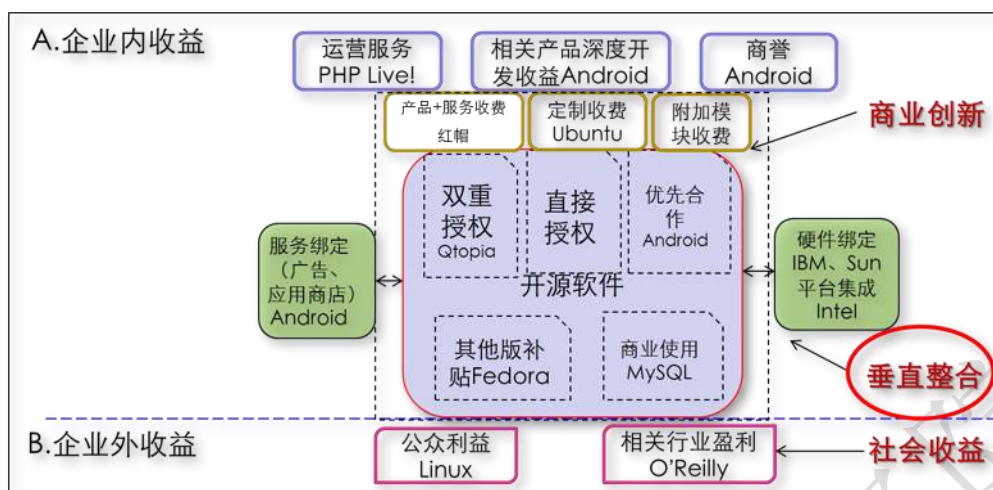 A.企业内收益
运营服务
PHP Live!
相关产品深度开
发收益Android
商誉
Android
产品+服务收费
红帽
定制收费
Ubuntu
附加模
块收费
商业创新
双重
授权
Qtopia
直接
授权
优先合
作
Android
服务绑定
（广告、
应用商店）
Android
开源软件
硬件绑定
IBM、Sun
平台集成
Intel
其他版补
贴Fedora
商业使用
MySQL
垂直整合
B.企业外收益
公众利益
Linux
相关行业盈利
O'Reilly
社会收益